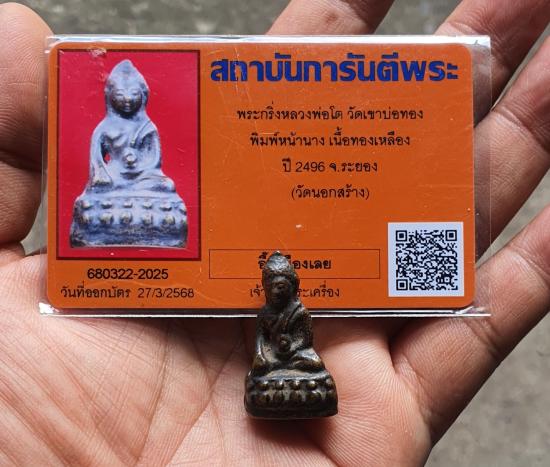 สถาบันการันตีพระ
พระกริ่งหลวงพ่อโต วัดเขาบ่อทอง
พิมพ์หน้านาง เนื้อทองเหลือง
ปี 2496 จ.ระยอง
(วัดนอกสร้าง)
680322-2025
วันที่ออกบัตร 27/3/2568